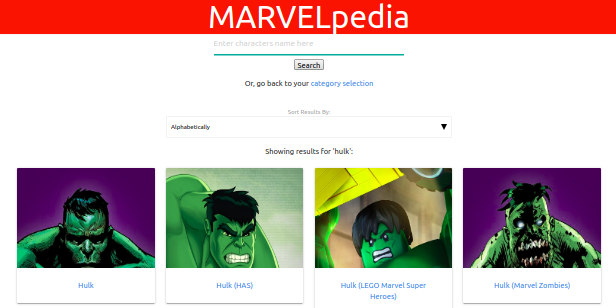 MARVELpedia
Enter characters name here
Search
Or, go back to your category selection
Sort Results By:
Alphabetically
Showing results for 'hulk':
Hulk
Hulk (HAS)
Hulk (LEGO Marvel Super
Heroes)
Hulk (Marvel Zombies)